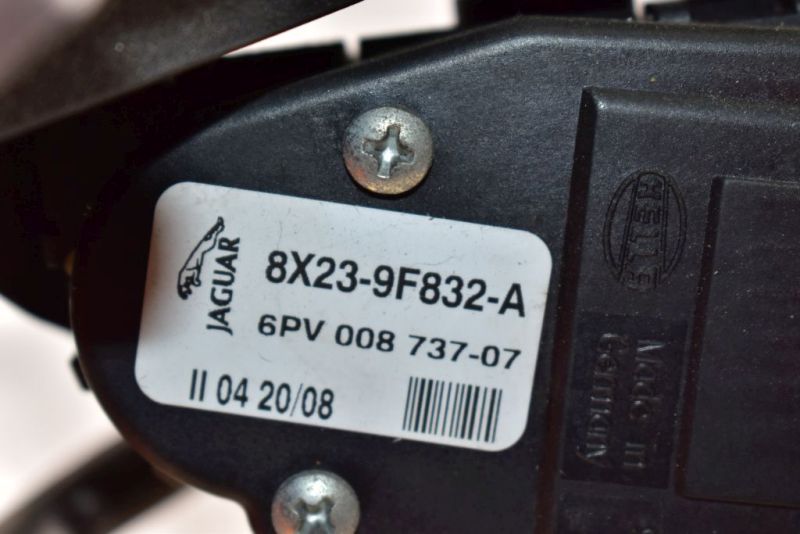 JAGUAR
8X23-9F832-A
6PV 008 737-07
II 04 20/08
HELLA
Made in
Germany